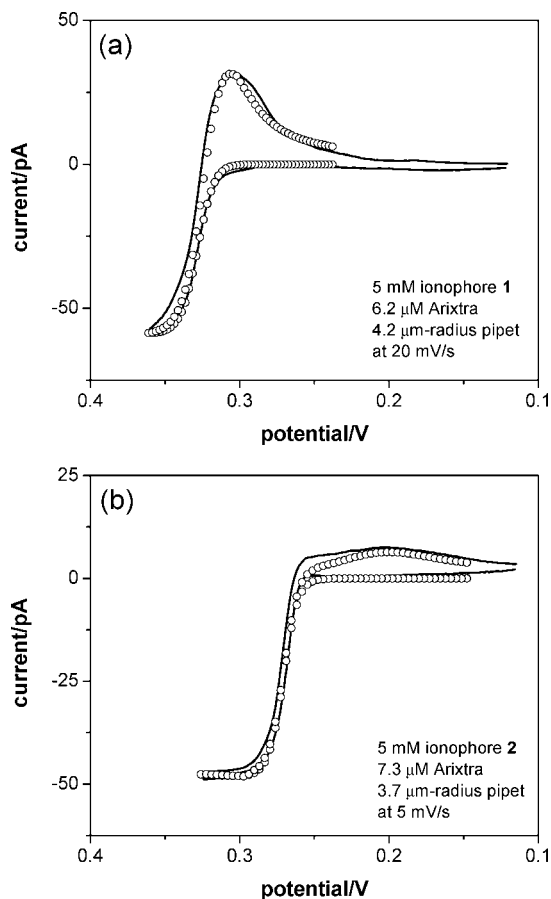 (a)
50
0
-50
current/pA
5 mM ionophore 1
6.2 μM Arixtra
4.2 μm-radius pipet
at 20 mV/s
0.4 0.3 0.2 0.1
potential/V
(b)
25
0
-25
-50
current/pA
5 mM ionophore 2
7.3 μM Arixtra
3.7 μm-radius pipet
at 5 mV/s
0.4 0.3 0.2 0.1
potential/V